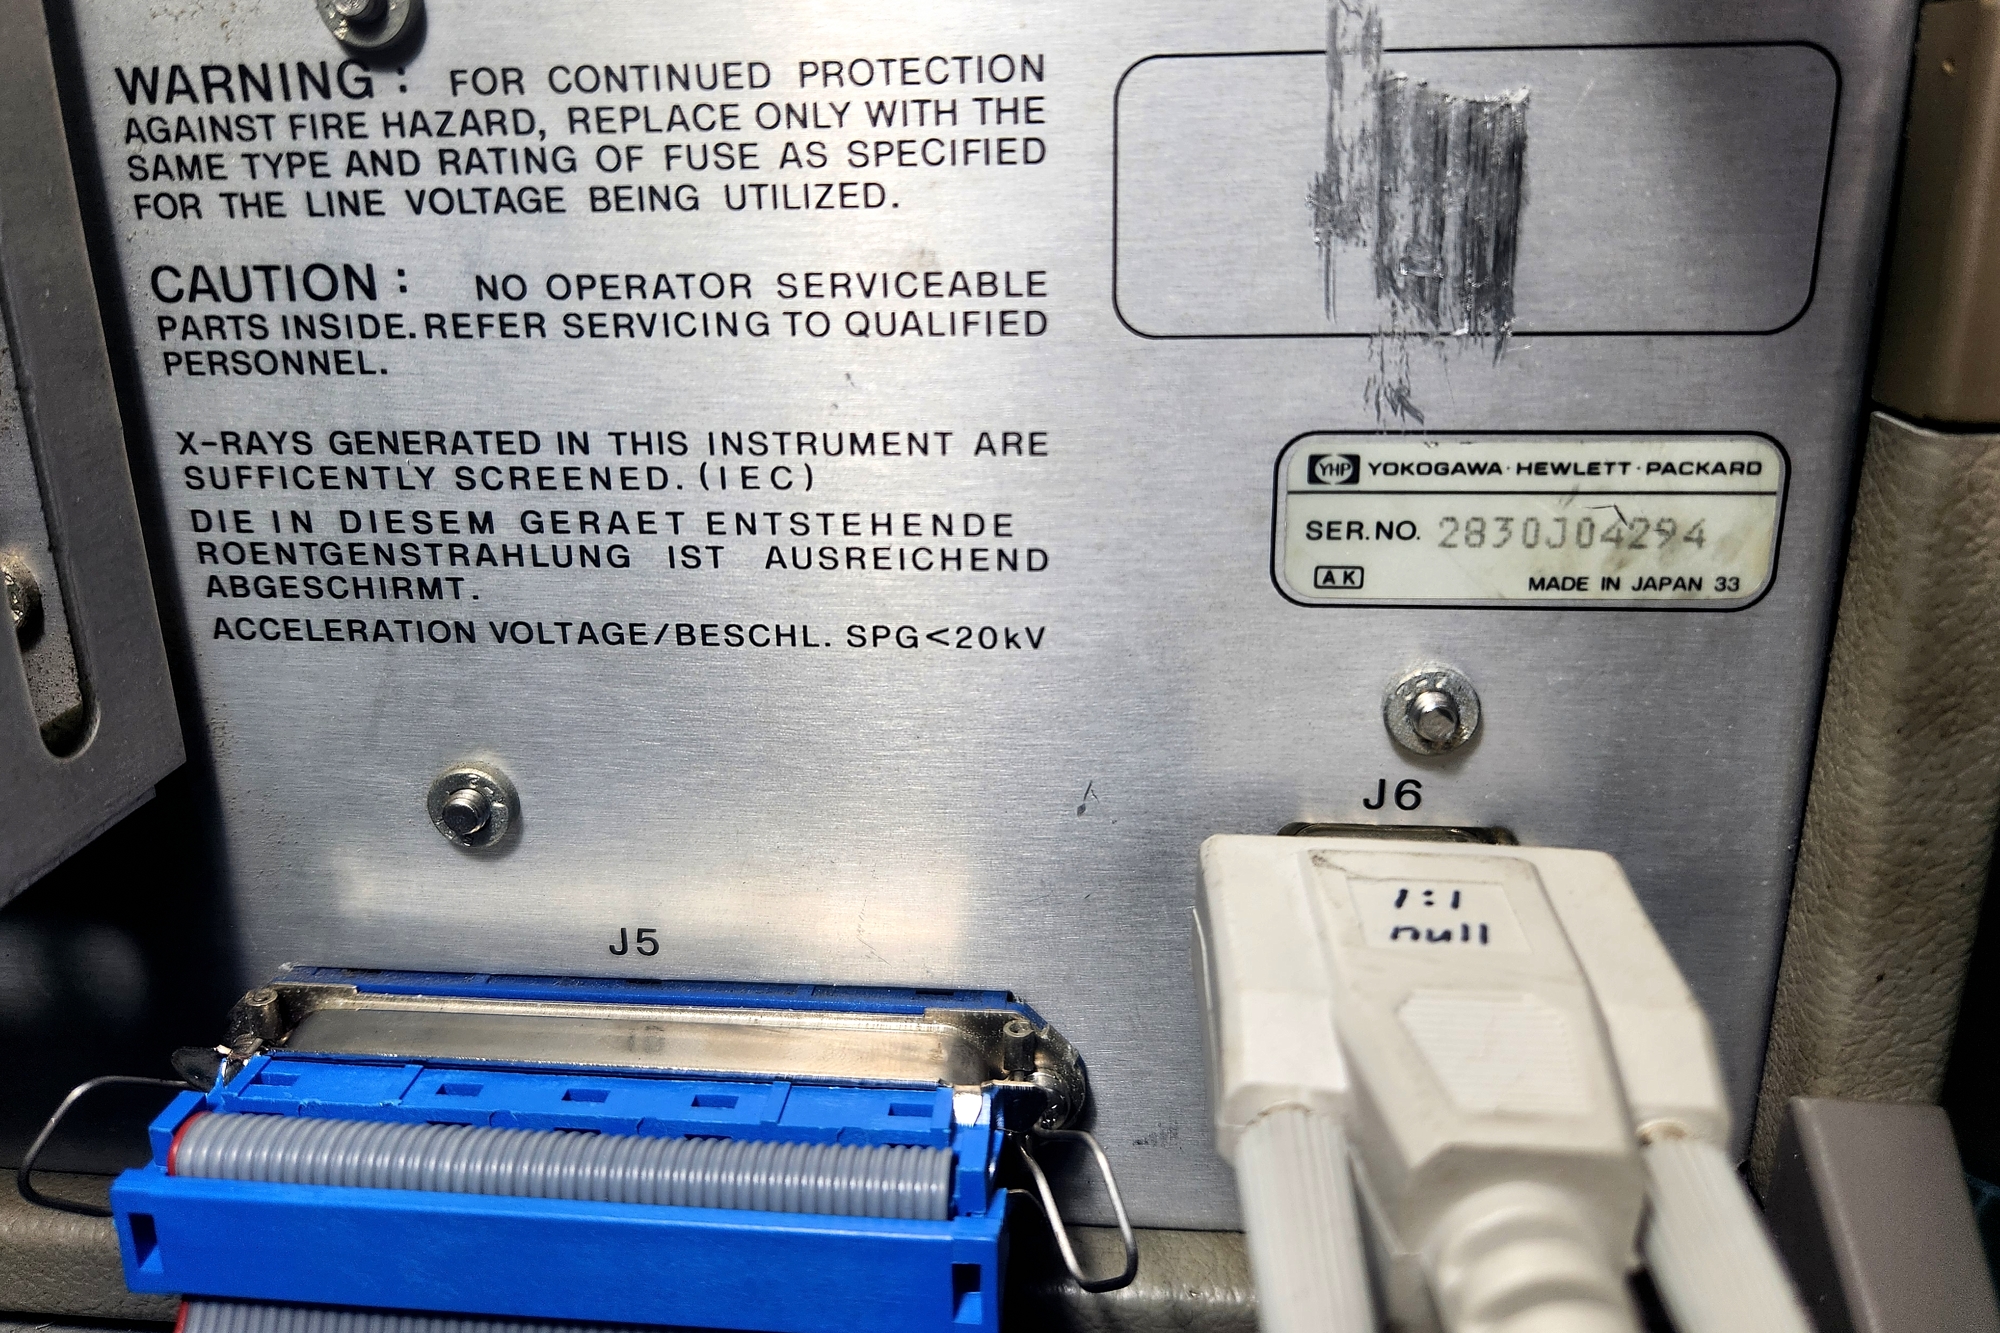 WARNING : FOR CONTINUED PROTECTION
AGAINST FIRE HAZARD, REPLACE ONLY WITH THE
SAME TYPE AND RATING OF FUSE AS SPECIFIED
FOR THE LINE VOLTAGE BEING UTILIZED.
CAUTION : NO OPERATOR SERVICEABLE
PARTS INSIDE. REFER SERVICING TO QUALIFIED
PERSONNEL.
X-RAYS GENERATED IN THIS INSTRUMENT ARE
SUFFICENTLY SCREENED. (IEC)
DIE IN DIESEM GERAET ENTSTEHENDE
ROENTGENSTRAHLUNG IST AUSREICHEND
ABGESCHIRMT.
ACCELERATION VOLTAGE/BESCHL. SPG<20kV
YHP YOKOGAWA·HEWLETT·PACKARD
SER.NO. 2830J04294
AK MADE IN JAPAN 33
J6
1:1
null
J5